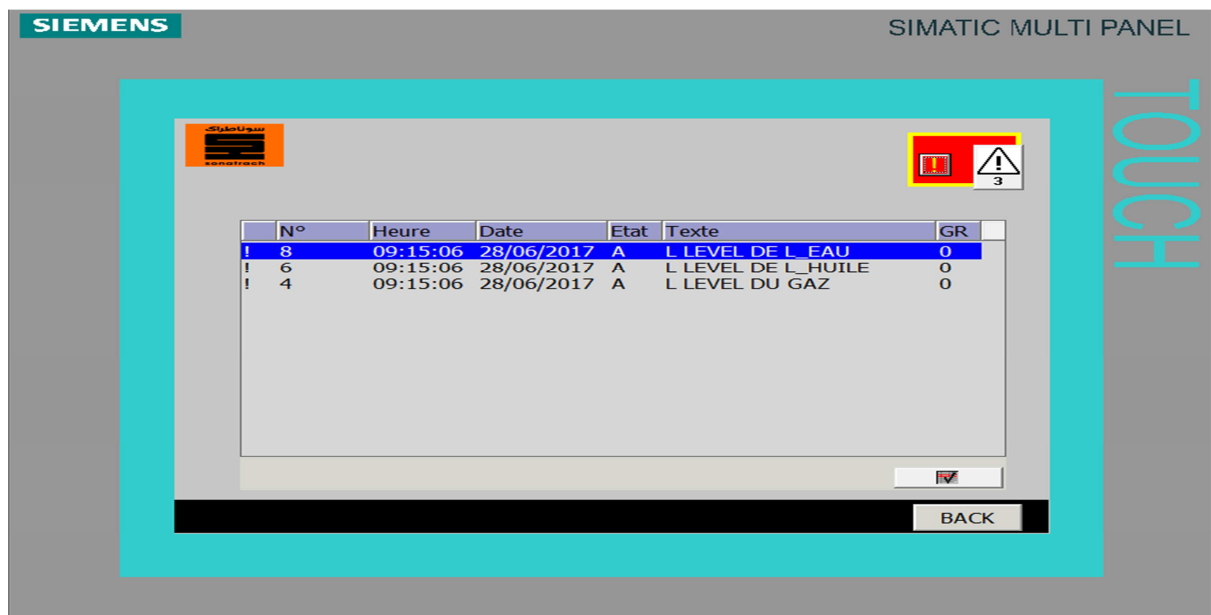 SIEMENS
SIMATIC MULTI PANEL
TOUCH
سوناطراك
sonatrach
!
! 3
N° Heure Date Etat Texte GR
! 8 09:15:06 28/06/2017 A L LEVEL DE L_EAU 0
! 6 09:15:06 28/06/2017 A L LEVEL DE L_HUILE 0
! 4 09:15:06 28/06/2017 A L LEVEL DU GAZ 0
BACK